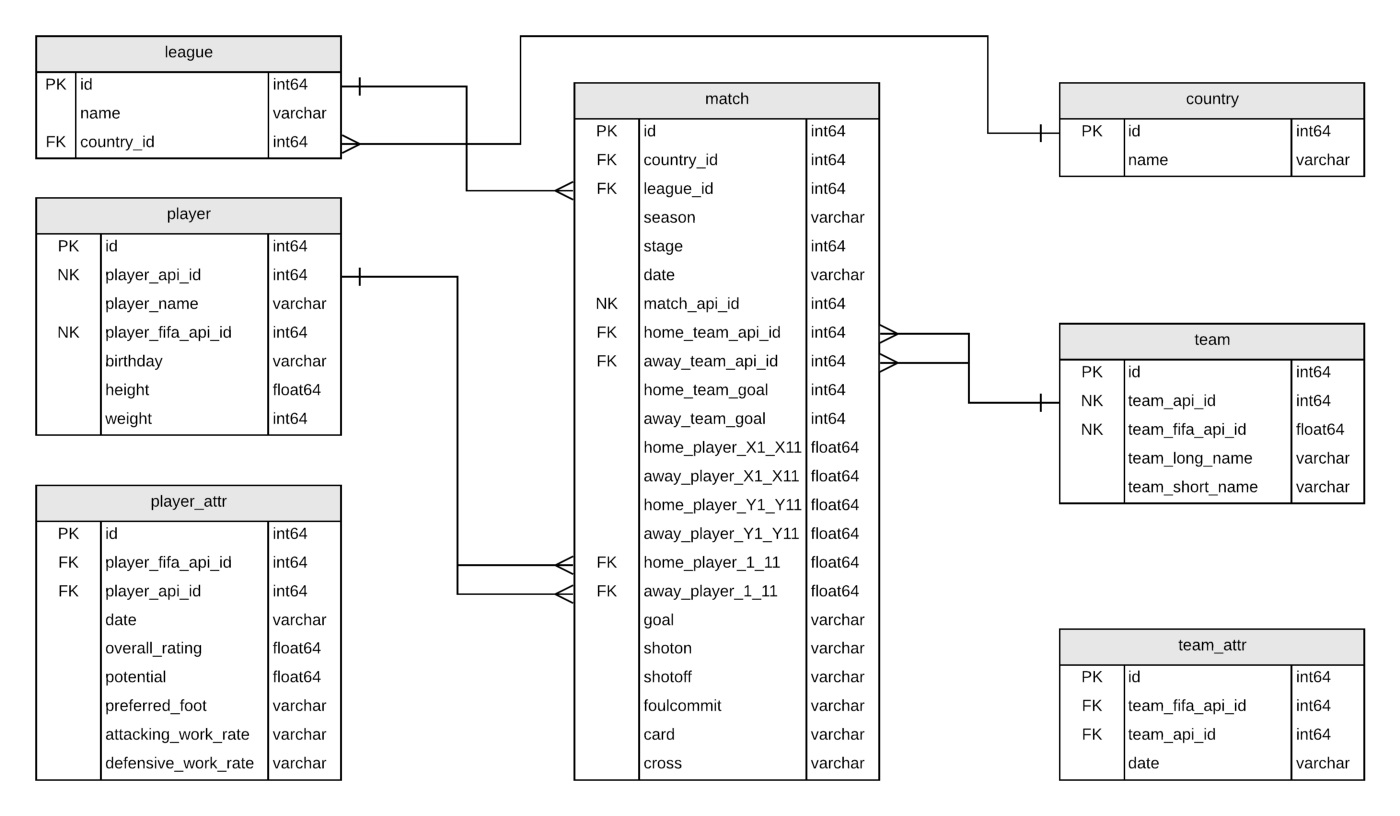 league
PK id int64
name varchar
FK country_id int64
player
PK id int64
NK player_api_id int64
player_name varchar
NK player_fifa_api_id int64
birthday varchar
height float64
weight int64
player_attr
PK id int64
FK player_fifa_api_id int64
FK player_api_id int64
date varchar
overall_rating float64
potential float64
preferred_foot varchar
attacking_work_rate varchar
defensive_work_rate varchar
match
PK id int64
FK country_id int64
FK league_id int64
season varchar
stage int64
date varchar
NK match_api_id int64
FK home_team_api_id int64
FK away_team_api_id int64
home_team_goal int64
away_team_goal int64
home_player_X1_X11 float64
away_player_X1_X11 float64
home_player_Y1_Y11 float64
away_player_Y1_Y11 float64
FK home_player_1_11 float64
FK away_player_1_11 float64
goal varchar
shoton varchar
shotoff varchar
foulcommit varchar
card varchar
cross varchar
country
PK id int64
name varchar
team
PK id int64
NK team_api_id int64
NK team_fifa_api_id float64
team_long_name varchar
team_short_name varchar
team_attr
PK id int64
FK team_fifa_api_id int64
FK team_api_id int64
date varchar